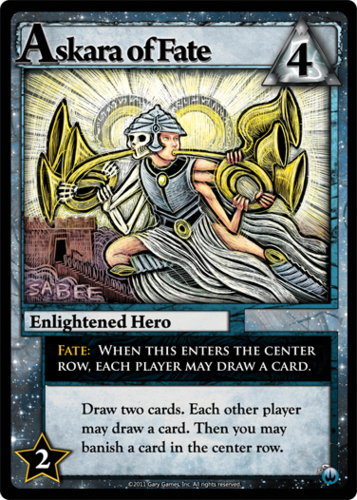 Askara of Fate
4
SABEE
Enlightened Hero
FATE: WHEN THIS ENTERS THE CENTER
ROW, EACH PLAYER MAY DRAW A CARD.
Draw two cards. Each other player
may draw a card. Then you may
banish a card in the center row.
2
©2011 Gary Games, Inc. All rights reserved.